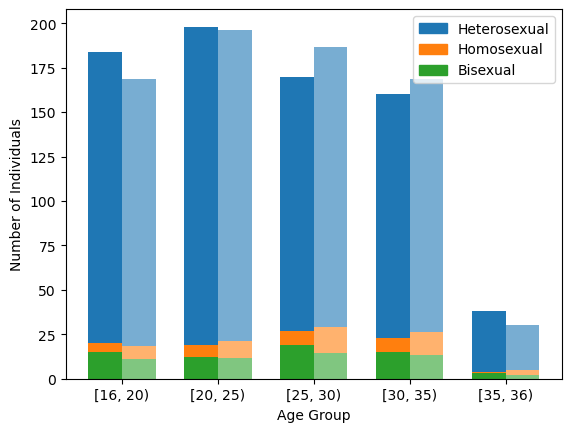 200
175
150
125
100
75
50
25
0
Number of Individuals
Heterosexual
Homosexual
Bisexual
[16, 20)
[20, 25)
[25, 30)
[30, 35)
[35, 36)
Age Group